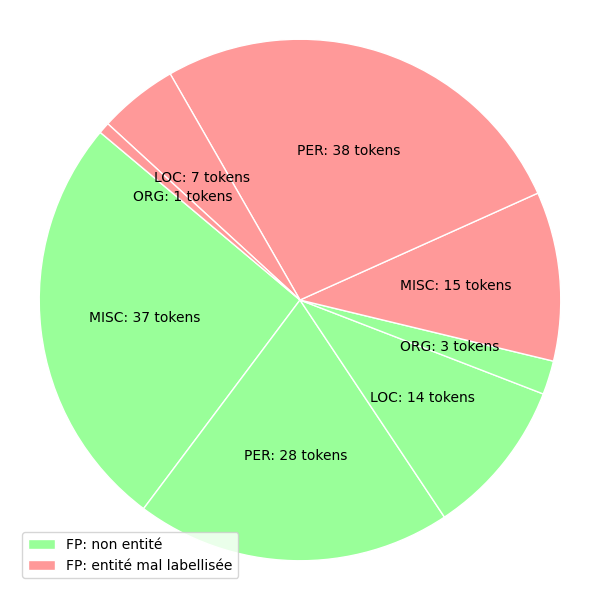 PER: 38 tokens
LOC: 7 tokens
ORG: 1 tokens
MISC: 15 tokens
MISC: 37 tokens
ORG: 3 tokens
LOC: 14 tokens
PER: 28 tokens
FP: non entité
FP: entité mal labellisée